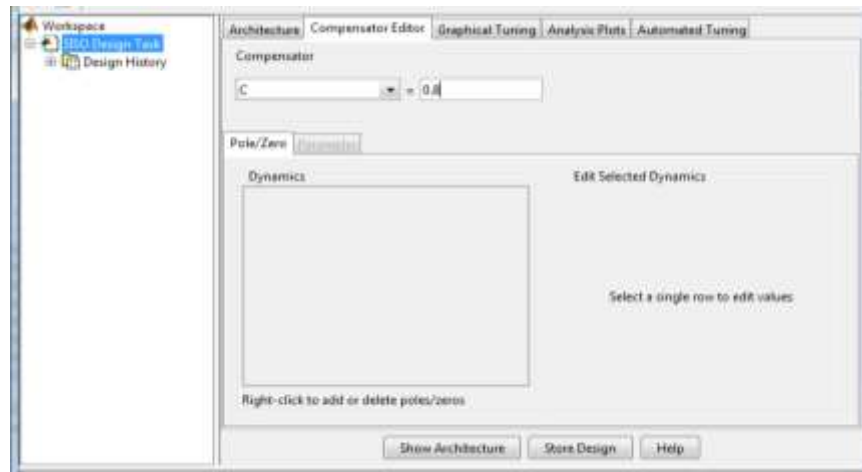 Workspace
SISO Design Task
Design History
Architecture Compensator Editor Graphical Tuning Analysis Plots Automated Tuning
Compensator
C = 0.8
Pole/Zero Parameter
Dynamics Edit Selected Dynamics
Select a single row to edit values
Right-click to add or delete poles/zeros
Show Architecture Store Design Help